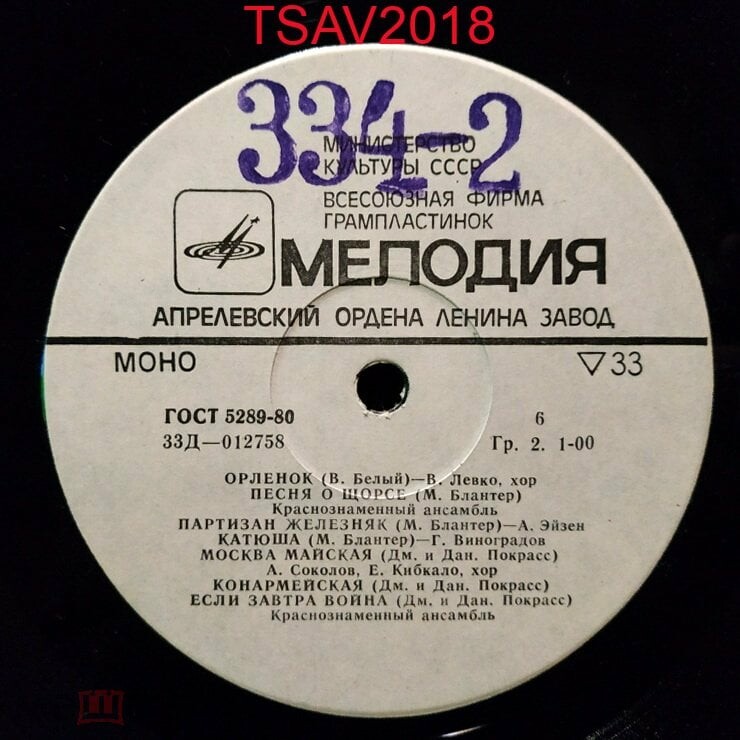 TSAV2018
334-2
МИНИСТЕРСТВО
КУЛЬТУРЫ СССР
ВСЕСОЮЗНАЯ ФИРМА
ГРАМПЛАСТИНОК
МЕЛОДИЯ
АПРЕЛЕВСКИЙ ОРДЕНА ЛЕНИНА ЗАВОД
МОНО ▽33
ГОСТ 5289-80 6
33Д—012758 Гр. 2. 1-00
ОРЛЕНОК (В. Белый)—В. Левко, хор
ПЕСНЯ О ЩОРСЕ (М. Блантер)
Краснознаменный ансамбль
ПАРТИЗАН ЖЕЛЕЗНЯК (М. Блантер)—А. Эйзен
КАТЮША (М. Блантер)—Г. Виноградов
МОСКВА МАЙСКАЯ (Дм. и Дан. Покрасс)
А. Соколов, Е. Кибкало, хор
КОНАРМЕЙСКАЯ (Дм. и Дан. Покрасс)
ЕСЛИ ЗАВТРА ВОЙНА (Дм. и Дан. Покрасс)
Краснознаменный ансамбль